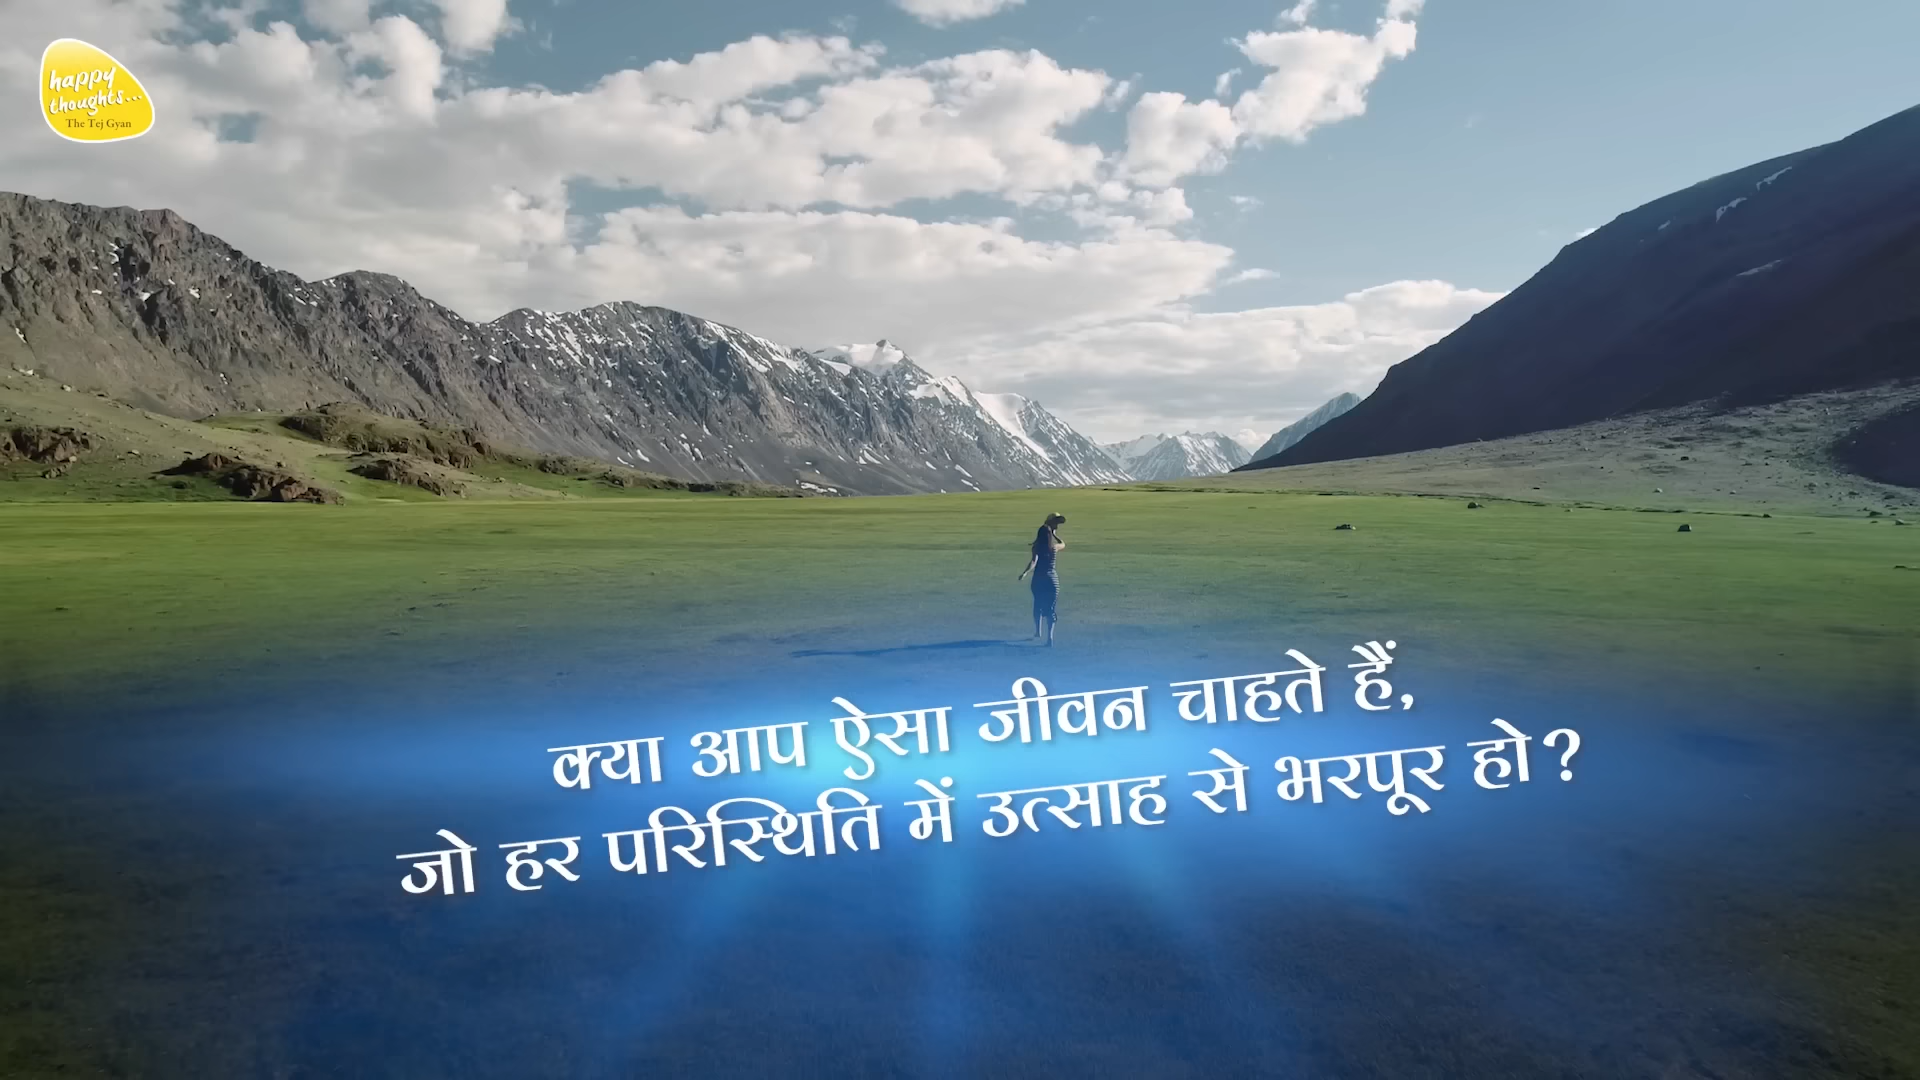 happy
thoughts...
The Tej Gyan
क्या आप ऐसा जीवन चाहते हैं,
जो हर परिस्थिति में उत्साह से भरपूर हो?